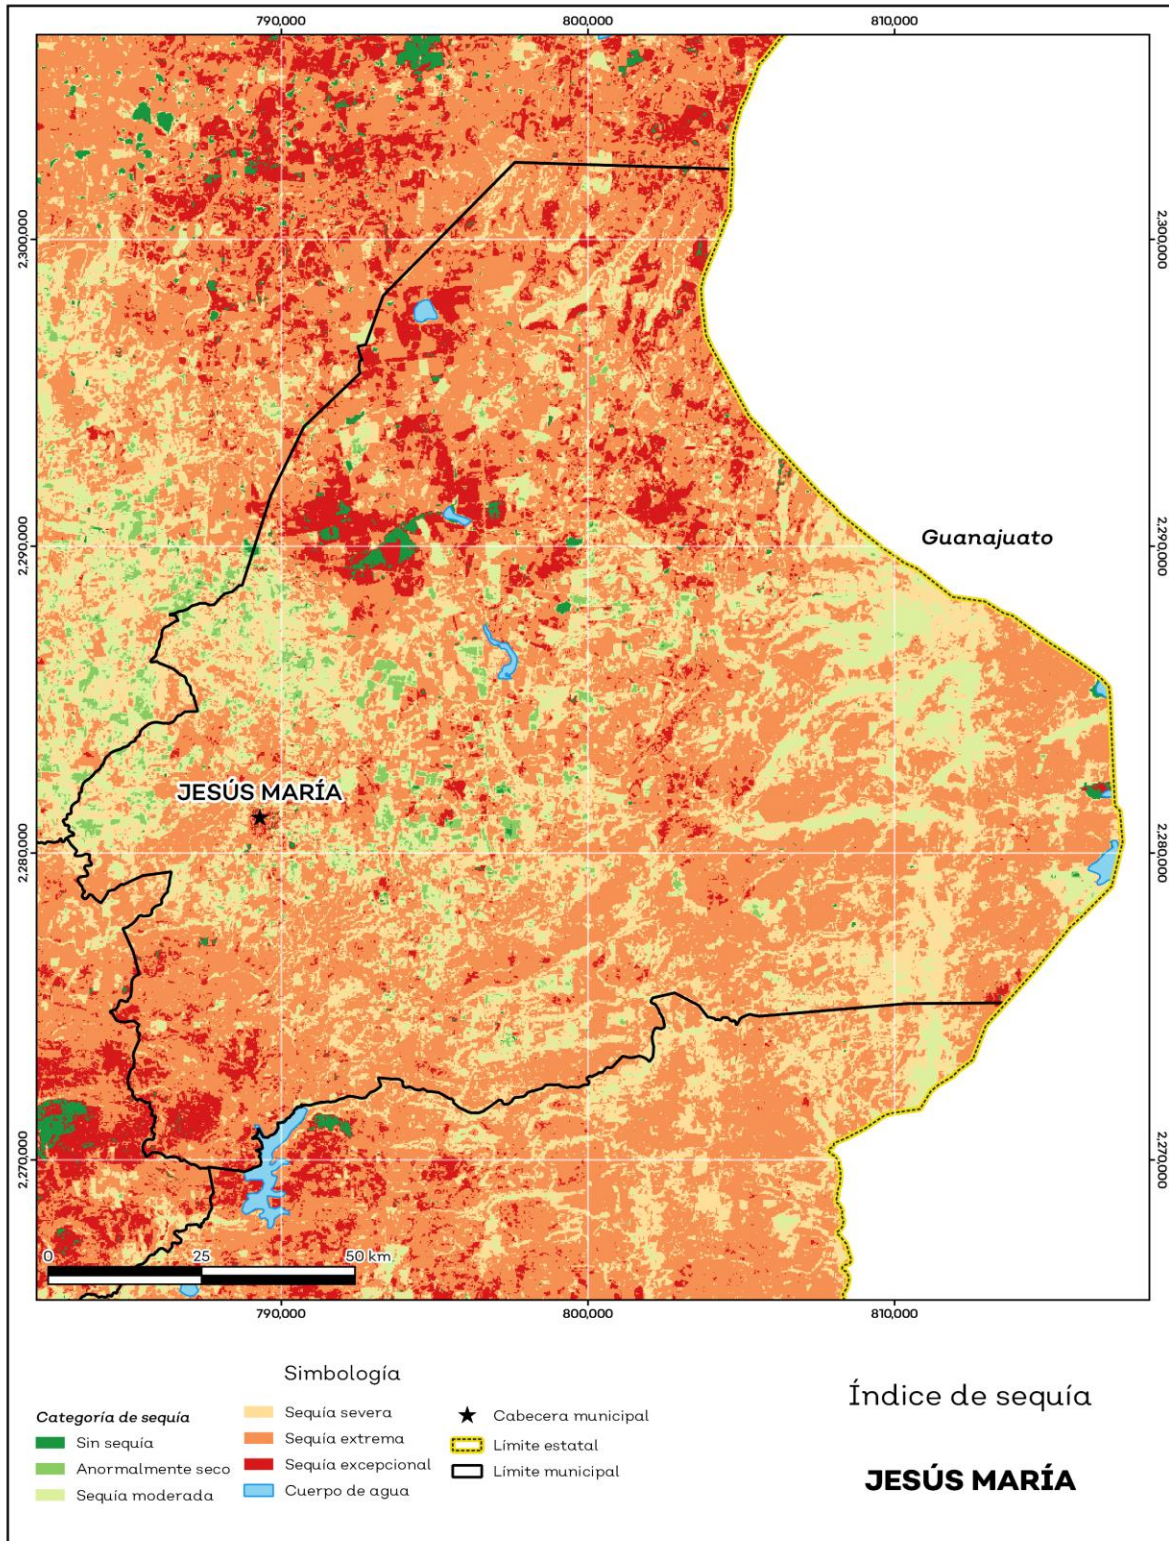 790,000
800,000
810,000
2,300,000
2,300,000
Guanajuato
2,290,000
2,290,000
JESÚS MARÍA
2,280,000
2,280,000
2,270,000
2,270,000
0
25
50 km
790,000
800,000
810,000
Simbología
Categoría de sequía
Sin sequía
Anormalmente seco
Sequía moderada
Sequía severa
Sequía extrema
Sequía excepcional
Cuerpo de agua
Cabecera municipal
Límite estatal
Límite municipal
Índice de sequía
JESÚS MARÍA